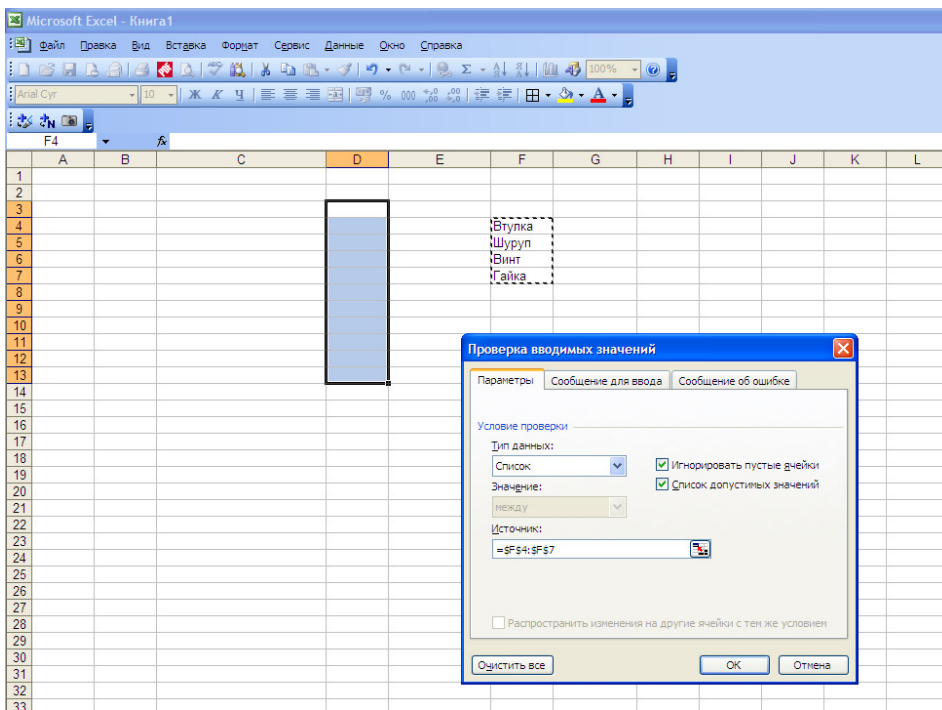 Microsoft Excel - Книга1
Файл Правка Вид Вставка Формат Сервис Данные Окно Справка
100%
Arial Cyr 10 Ж К Ч % 000
F4 fx
A B C D E F G H I J K L
1
2
3
4 Втулка
5 Шуруп
6 Винт
7 Гайка
8
9
10
11
12
13
14
15
16
17
18
19
20
21
22
23
24
25
26
27
28
29
30
31
32
33
Проверка вводимых значений
Параметры Сообщение для ввода Сообщение об ошибке
Условие проверки
Тип данных:
Список Игнорировать пустые ячейки
Значение: Список допустимых значений
между
Источник:
=$F$4:$F$7
Распространить изменения на другие ячейки с тем же условием
Очистить все ОК Отмена